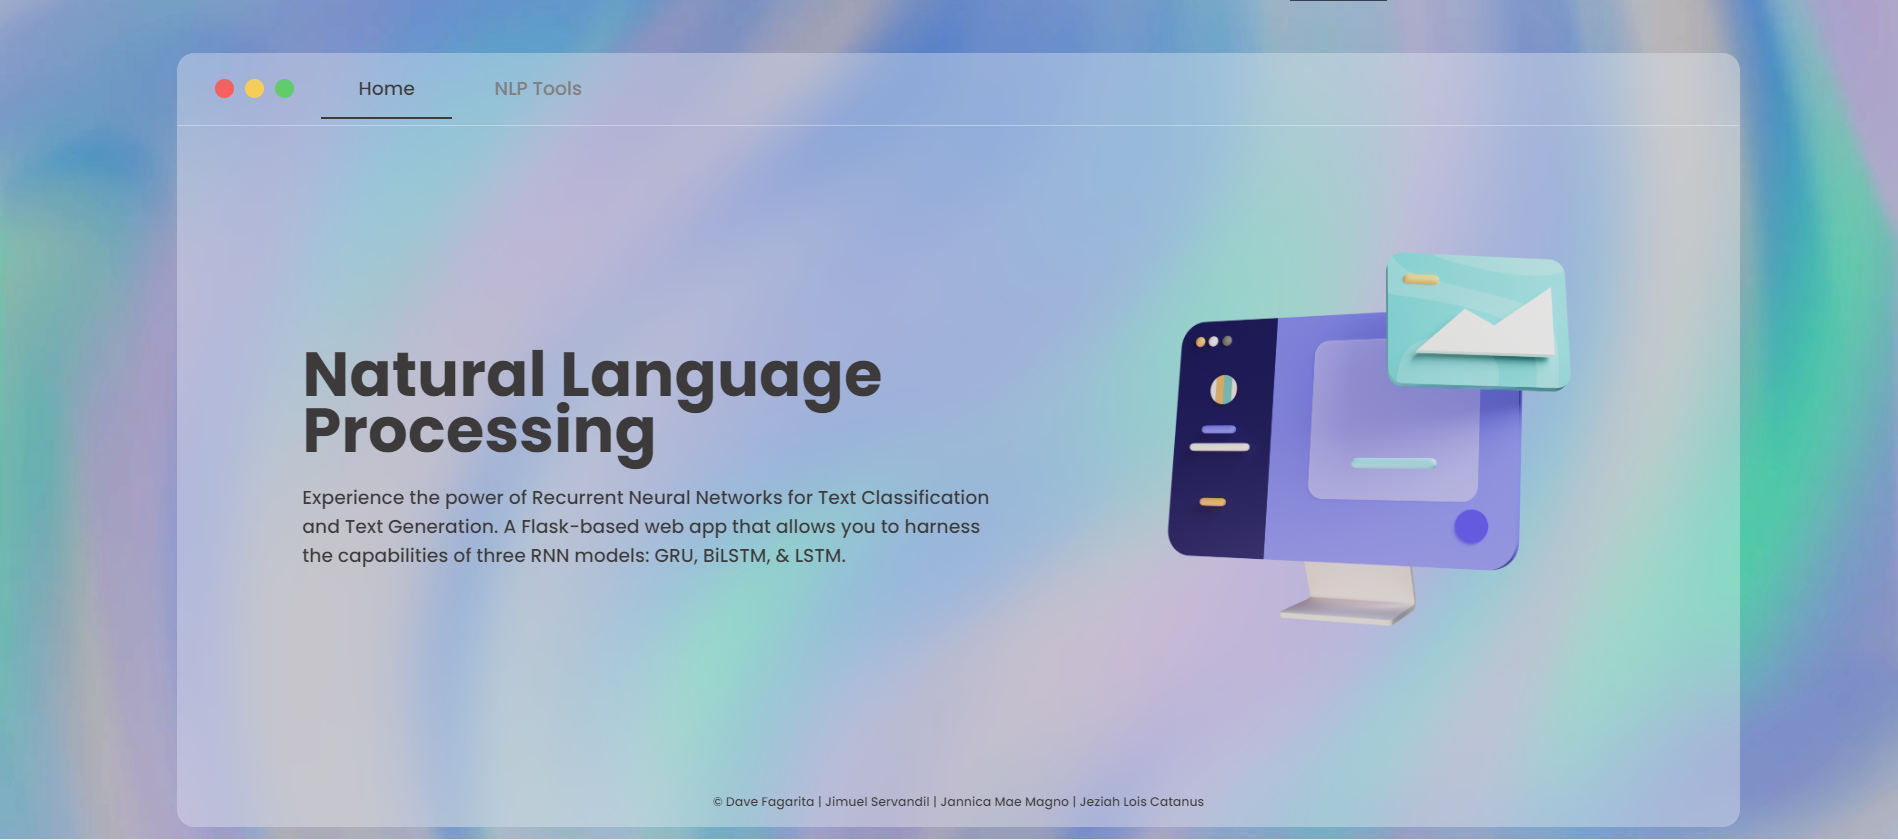 Home NLP Tools
Natural Language
Processing
Experience the power of Recurrent Neural Networks for Text Classification
and Text Generation. A Flask-based web app that allows you to harness
the capabilities of three RNN models: GRU, BiLSTM, & LSTM.
© Dave Fagarita | Jimuel Servandil | Jannica Mae Magno | Jeziah Lois Catanus